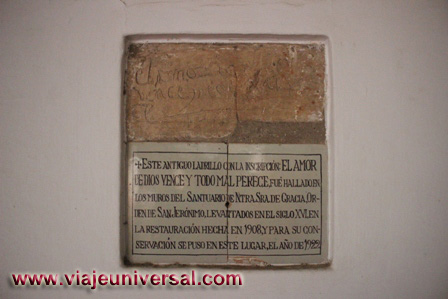 ✝ESTE ANTIGUO LADRILLO CON LA INSCRIPCIÓN: EL AMOR
DE DIOS VENCE Y TODO MAL PERECE, FUÉ HALLADO EN
LOS MUROS DEL SANTUARIO DE NTRA. SRA. DE GRACIA, OR-
DEN DE SAN JERÓNIMO, LEVANTADOS EN EL SIGLO XVI, EN
LA RESTAURACIÓN HECHA EN 1908; Y PARA SU CON-
SERVACIÓN SE PUSO EN ESTE LUGAR, EL AÑO DE 1922.
www.viajeuniversal.com